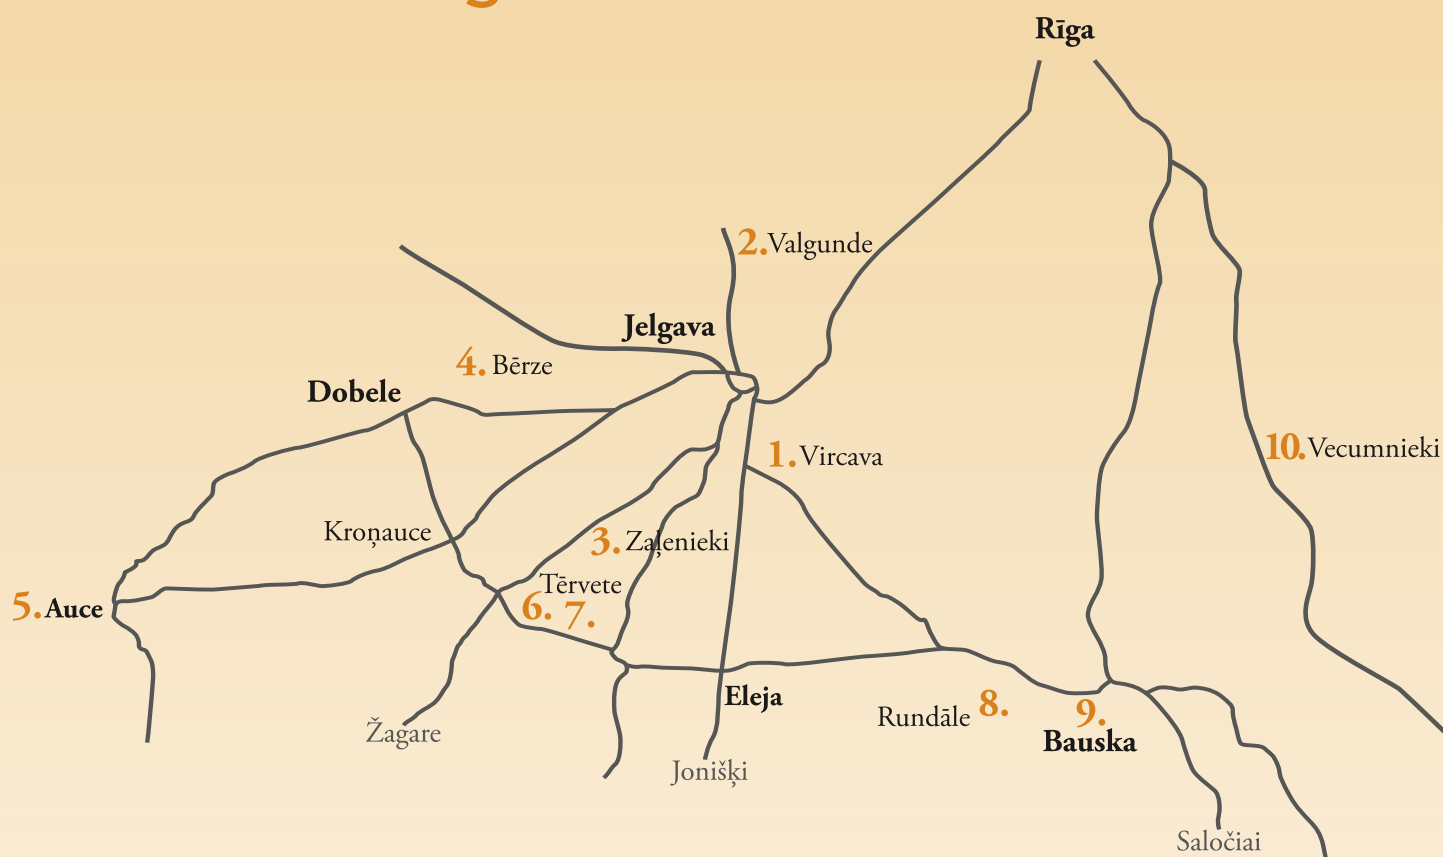 Rīga
2. Valgunde
Jelgava
4. Bērze
Dobele
1. Vircava
10. Vecumnieki
Kroņauce
3. Zaļenieki
Tērvete
6. 7.
5. Auce
Eleja
Rundāle 8.
9.
Bauska
Žagare
Jonišķi
Saločiai